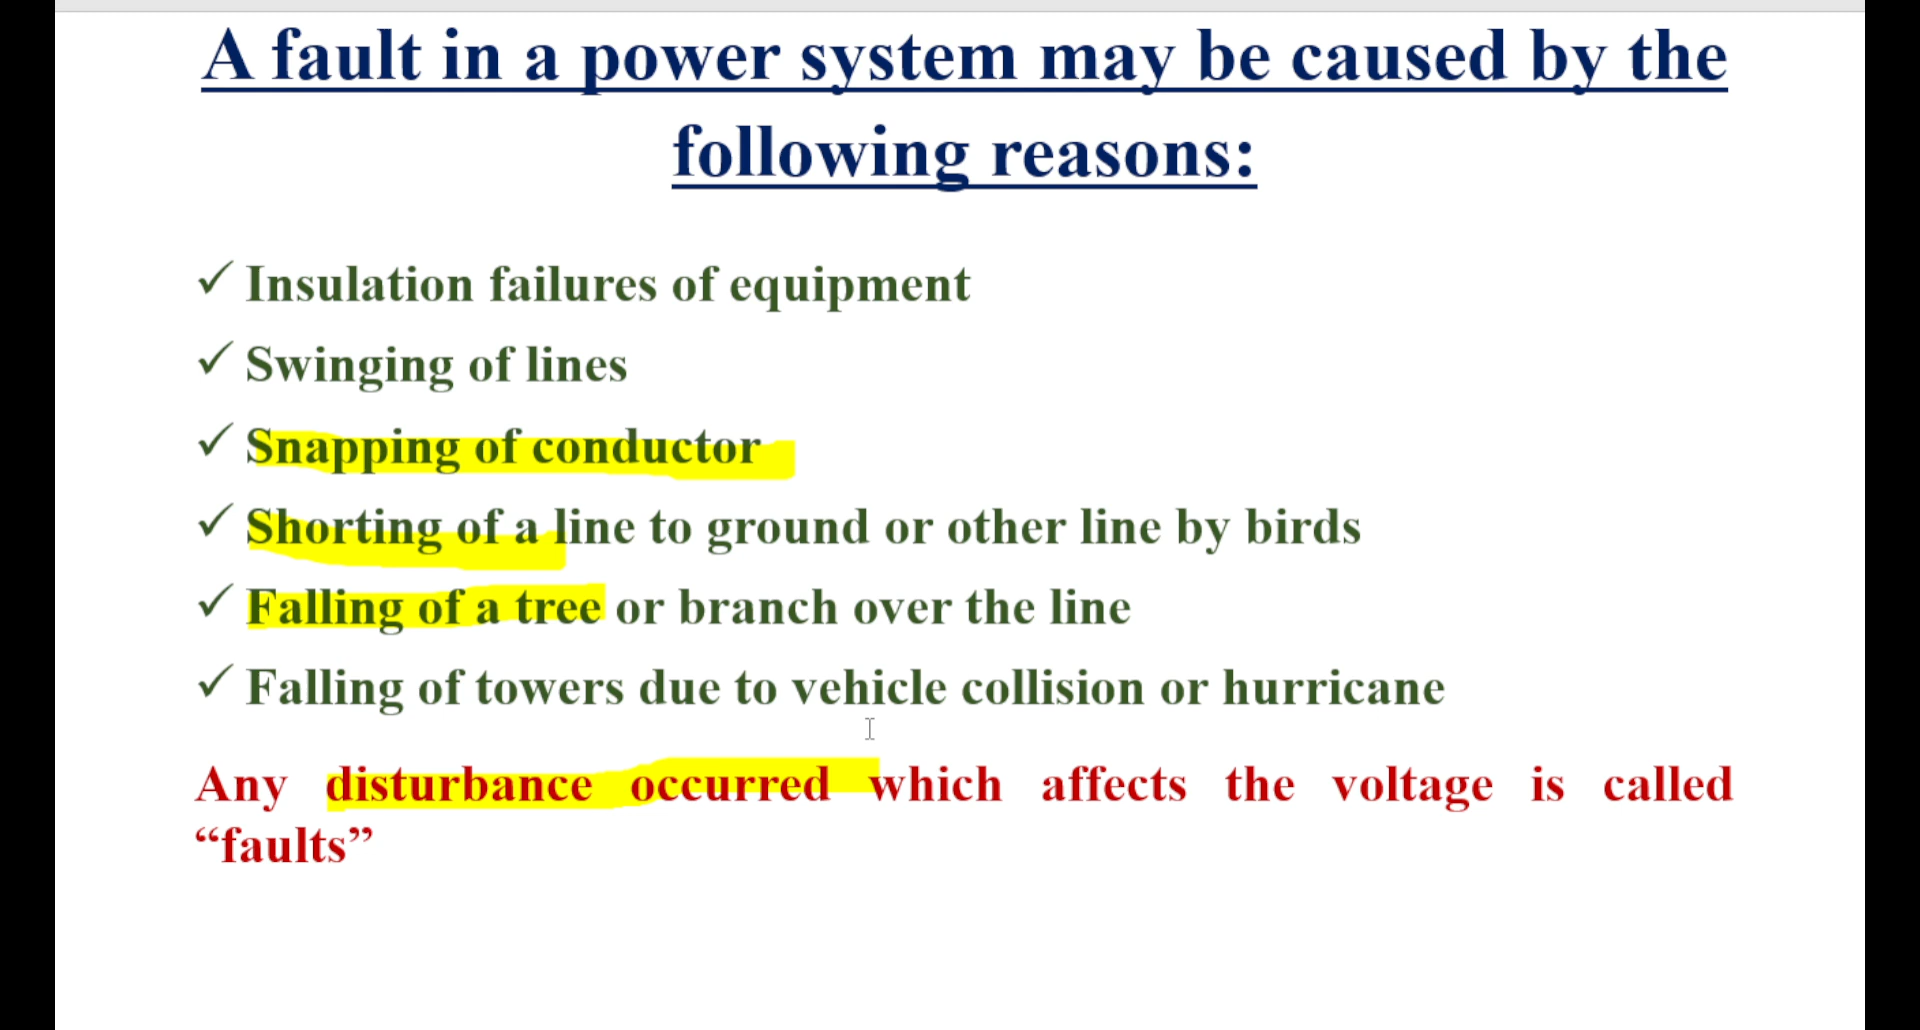 A fault in a power system may be caused by the
following reasons:
✓ Insulation failures of equipment
✓ Swinging of lines
✓ Snapping of conductor
✓ Shorting of a line to ground or other line by birds
✓ Falling of a tree or branch over the line
✓ Falling of towers due to vehicle collision or hurricane
Any disturbance occurred which affects the voltage is called
“faults”